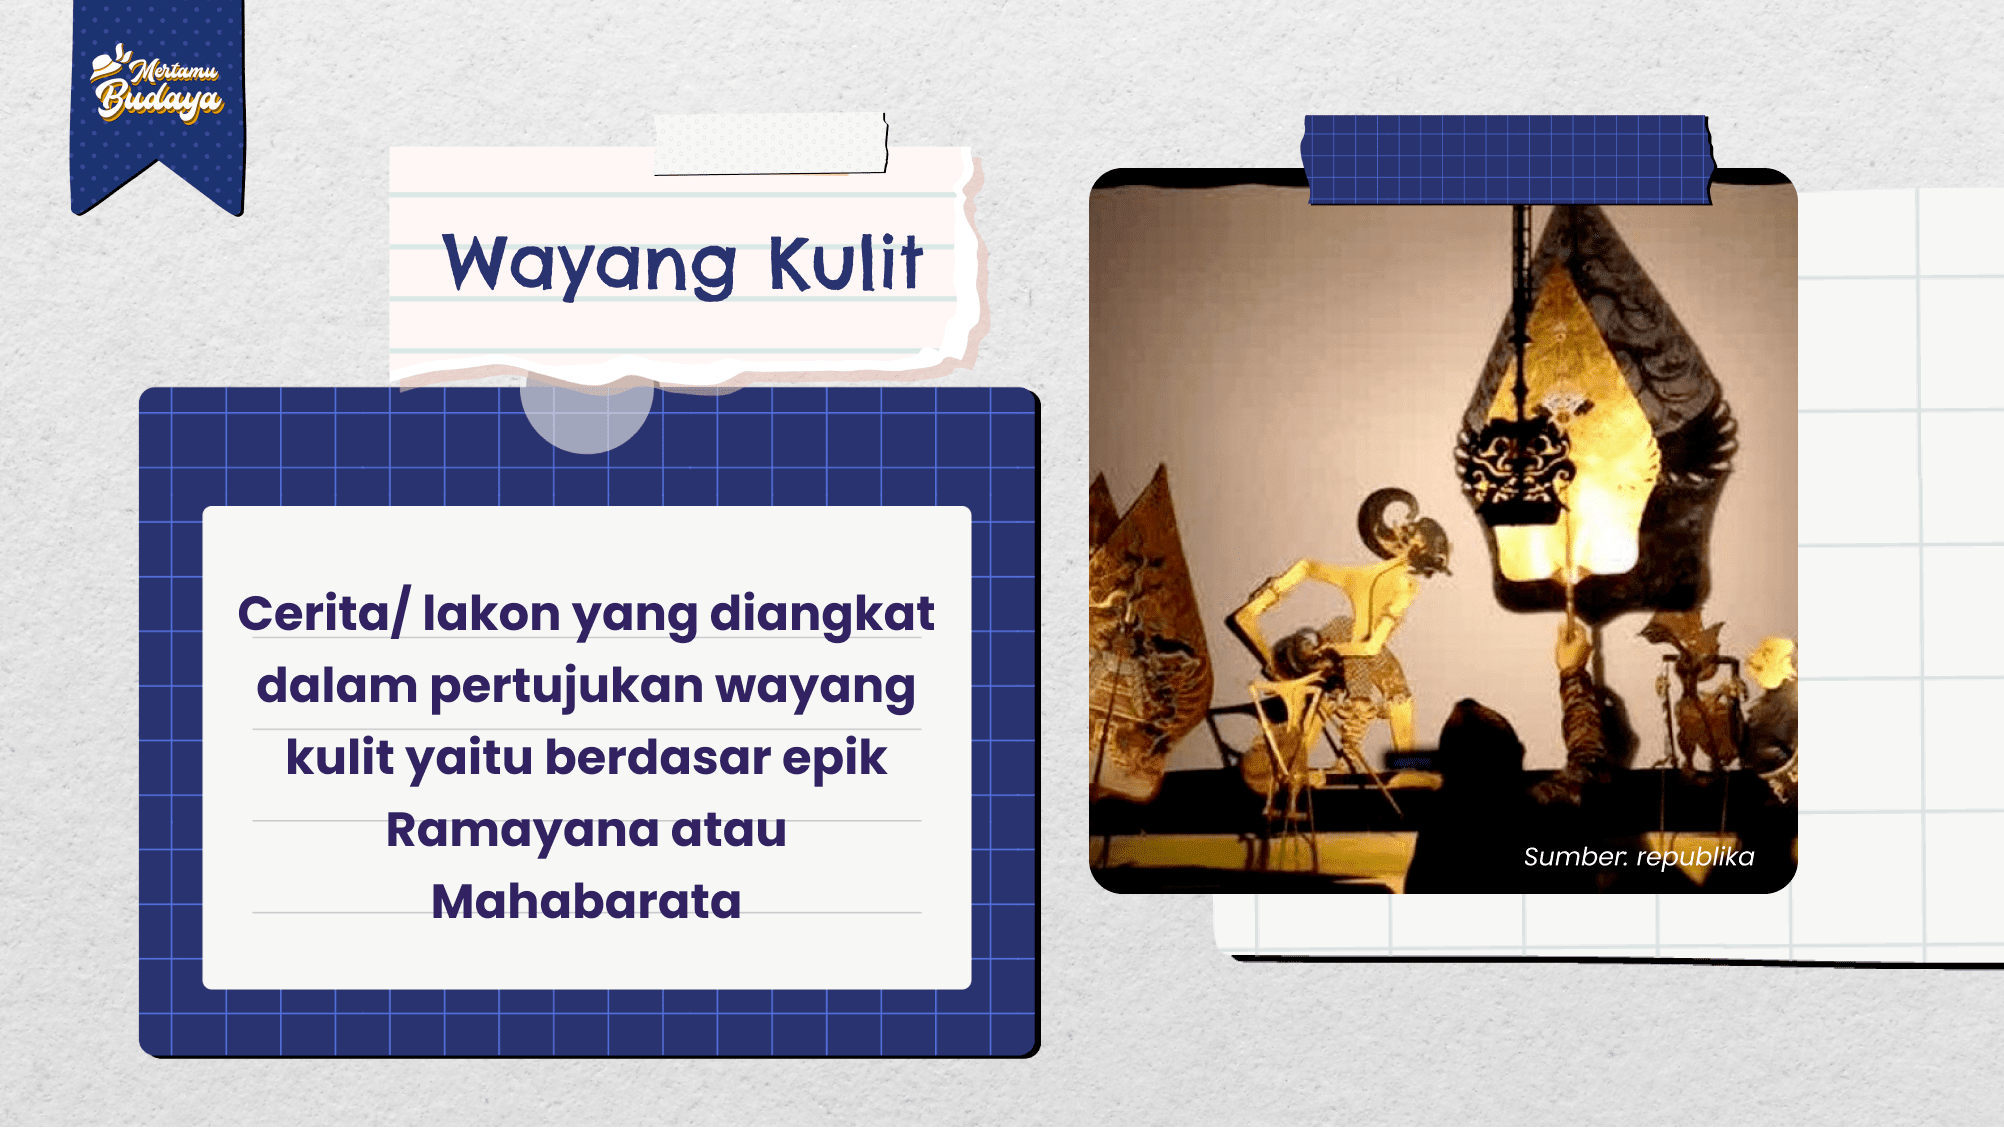 Mertamu
Budaya
Wayang Kulit
Cerita/ lakon yang diangkat
dalam pertujukan wayang
kulit yaitu berdasar epik
Ramayana atau
Mahabarata
Sumber: republika